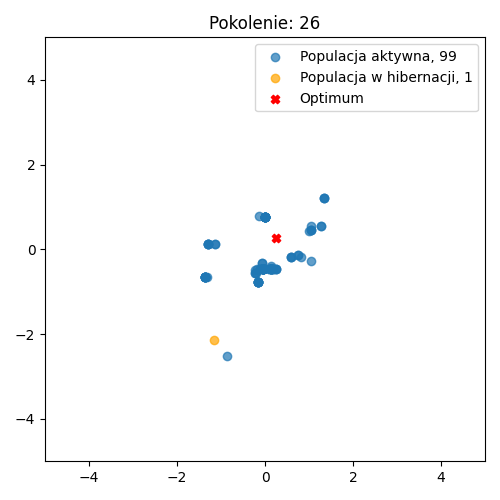 Pokolenie: 26
Populacja aktywna, 99
Populacja w hibernacji, 1
Optimum
4
2
0
−2
−4
−4
−2
0
2
4